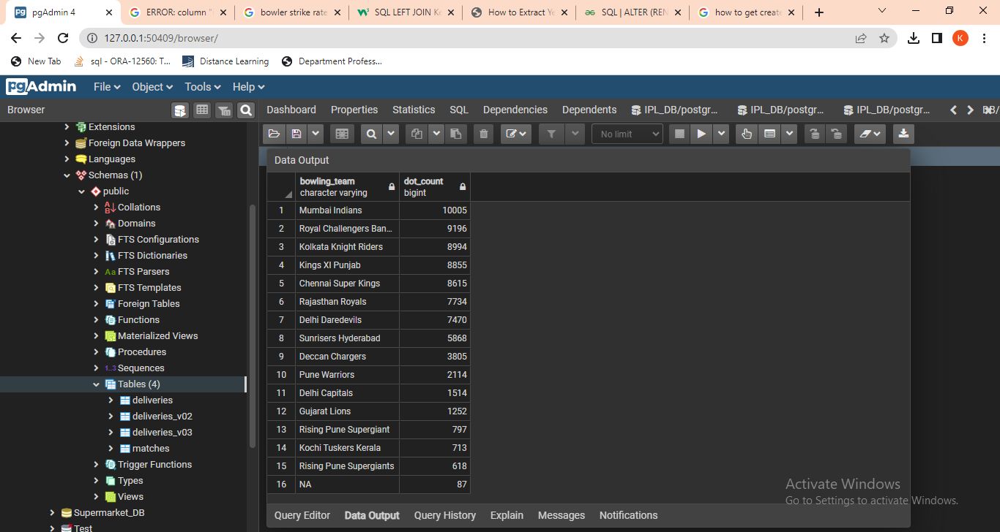 pgAdmin 4
ERROR: column "
bowler strike rate
SQL LEFT JOIN Ke
How to Extract Ye
SQL | ALTER (REN
how to get create
127.0.0.1:50409/browser/
K
New Tab
sql - ORA-12560: T...
Distance Learning
Department Profess...
pgAdmin
File
Object
Tools
Help
Browser
Dashboard
Properties
Statistics
SQL
Dependencies
Dependents
IPL_DB/postgr...
IPL_DB/postgr...
IPL_DB/postgr...
No limit
Extensions
Foreign Data Wrappers
Languages
Schemas (1)
public
Collations
Domains
FTS Configurations
FTS Dictionaries
Aa FTS Parsers
FTS Templates
Foreign Tables
Functions
Materialized Views
Procedures
1..3 Sequences
Tables (4)
deliveries
deliveries_v02
deliveries_v03
matches
Trigger Functions
Types
Views
Supermarket_DB
Test
Data Output
bowling_team
character varying
dot_count
bigint
1 Mumbai Indians 10005
2 Royal Challengers Ban... 9196
3 Kolkata Knight Riders 8994
4 Kings XI Punjab 8855
5 Chennai Super Kings 8615
6 Rajasthan Royals 7734
7 Delhi Daredevils 7470
8 Sunrisers Hyderabad 5868
9 Deccan Chargers 3805
10 Pune Warriors 2114
11 Delhi Capitals 1514
12 Gujarat Lions 1252
13 Rising Pune Supergiant 797
14 Kochi Tuskers Kerala 713
15 Rising Pune Supergiants 618
16 NA 87
Activate Windows
Go to Settings to activate Windows.
Query Editor
Data Output
Query History
Explain
Messages
Notifications